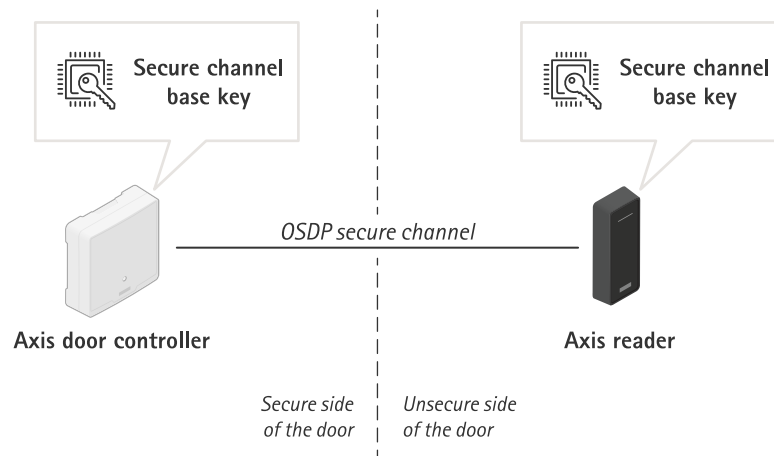 Secure channel
base key
Secure channel
base key
OSDP secure channel
Axis door controller
Axis reader
Secure side
of the door
Unsecure side
of the door